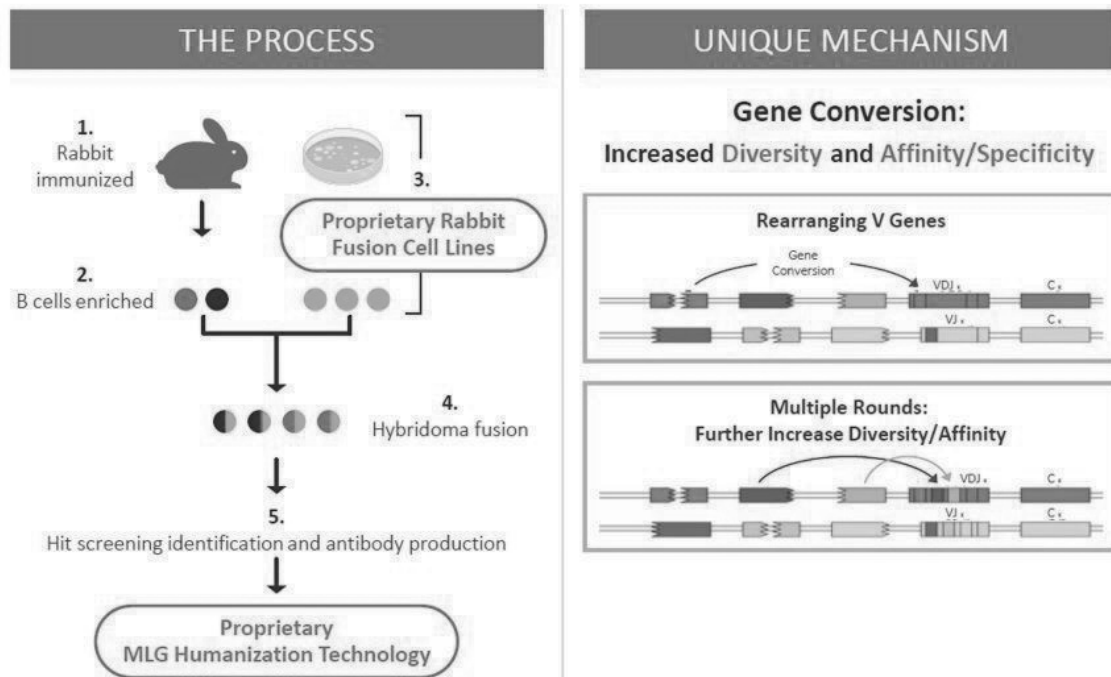 THE PROCESS
1.
Rabbit
immunized
3.
Proprietary Rabbit
Fusion Cell Lines
2.
B cells enriched
4.
Hybridoma fusion
5.
Hit screening identification and antibody production
Proprietary
MLG Humanization Technology
UNIQUE MECHANISM
Gene Conversion:
Increased Diversity and Affinity/Specificity
Rearranging V Genes
Gene
Conversion
VDJ
C
VJ
C
Multiple Rounds:
Further Increase Diversity/Affinity
VDJ
C
VJ
C